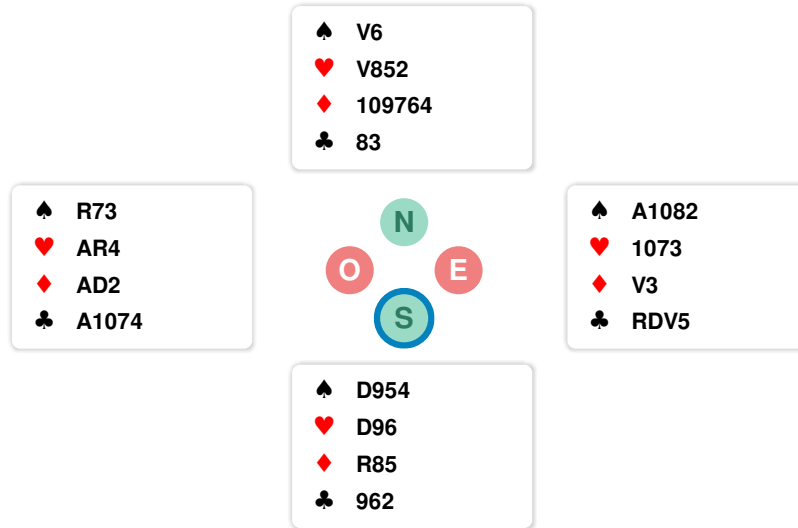 ♠ V6
♥ V852
♦ 109764
♣ 83
♠ R73
♥ AR4
♦ AD2
♣ A1074
N
O E
S
♠ A1082
♥ 1073
♦ V3
♣ RDV5
♠ D954
♥ D96
♦ R85
♣ 962